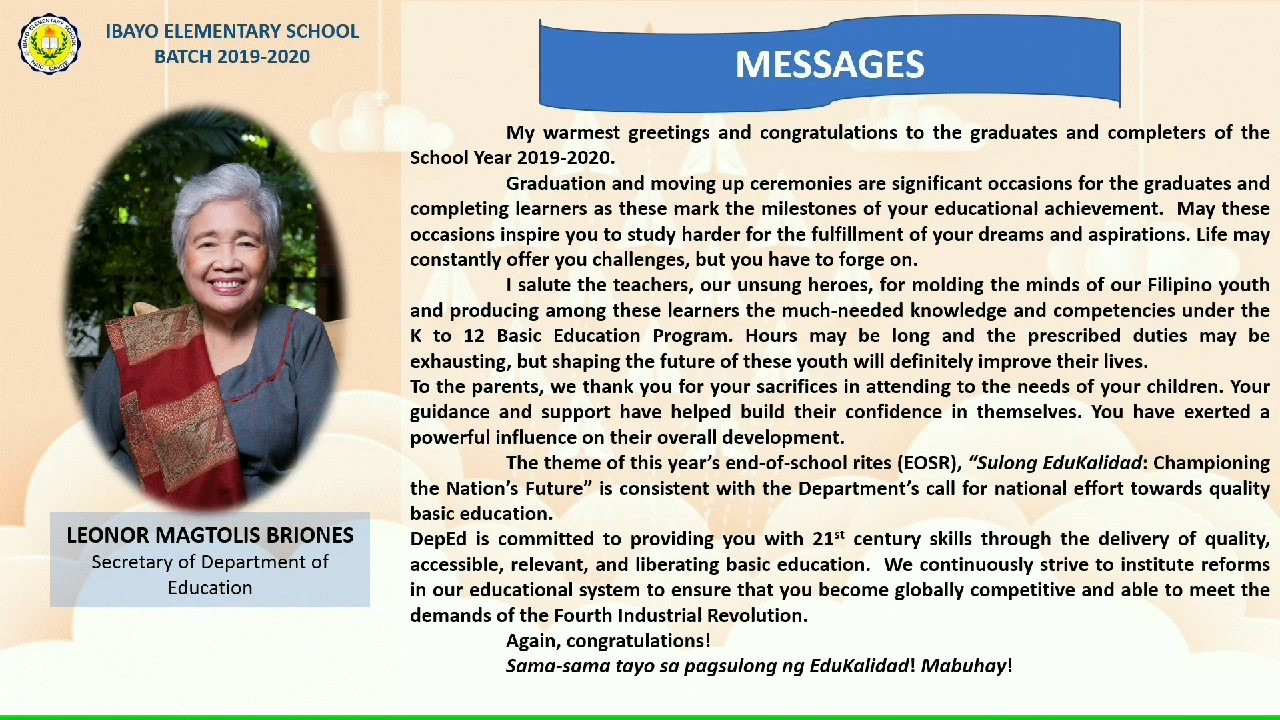 IBAYO ELEMENTARY SCHOOL
BATCH 2019-2020
IBAYO ELEMENTARY SCHOOL
MESSAGES
My warmest greetings and congratulations to the graduates and completers of the
School Year 2019-2020.
Graduation and moving up ceremonies are significant occasions for the graduates and
completing learners as these mark the milestones of your educational achievement. May these
occasions inspire you to study harder for the fulfillment of your dreams and aspirations. Life may
constantly offer you challenges, but you have to forge on.
I salute the teachers, our unsung heroes, for molding the minds of our Filipino youth
and producing among these learners the much-needed knowledge and competencies under the
K to 12 Basic Education Program. Hours may be long and the prescribed duties may be
exhausting, but shaping the future of these youth will definitely improve their lives.
To the parents, we thank you for your sacrifices in attending to the needs of your children. Your
guidance and support have helped build their confidence in themselves. You have exerted a
powerful influence on their overall development.
The theme of this year’s end-of-school rites (EOSR), “Sulong EduKalidad: Championing
the Nation’s Future” is consistent with the Department’s call for national effort towards quality
basic education.
DepEd is committed to providing you with 21st century skills through the delivery of quality,
accessible, relevant, and liberating basic education. We continuously strive to institute reforms
in our educational system to ensure that you become globally competitive and able to meet the
demands of the Fourth Industrial Revolution.
Again, congratulations!
Sama-sama tayo sa pagsulong ng EduKalidad! Mabuhay!
LEONOR MAGTOLIS BRIONES
Secretary of Department of
Education